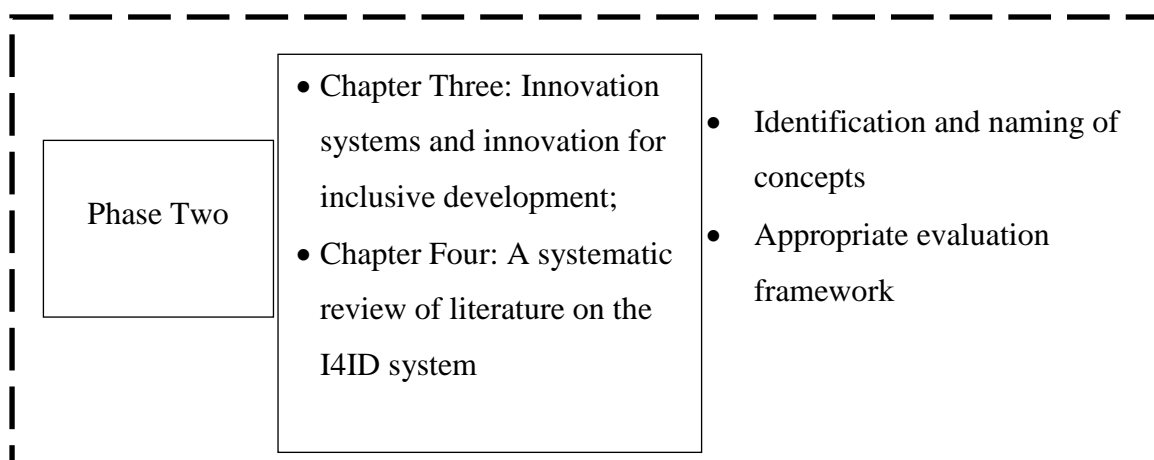 Phase Two
• Chapter Three: Innovation
systems and innovation for
inclusive development;
• Chapter Four: A systematic
review of literature on the
I4ID system
• Identification and naming of
concepts
• Appropriate evaluation
framework